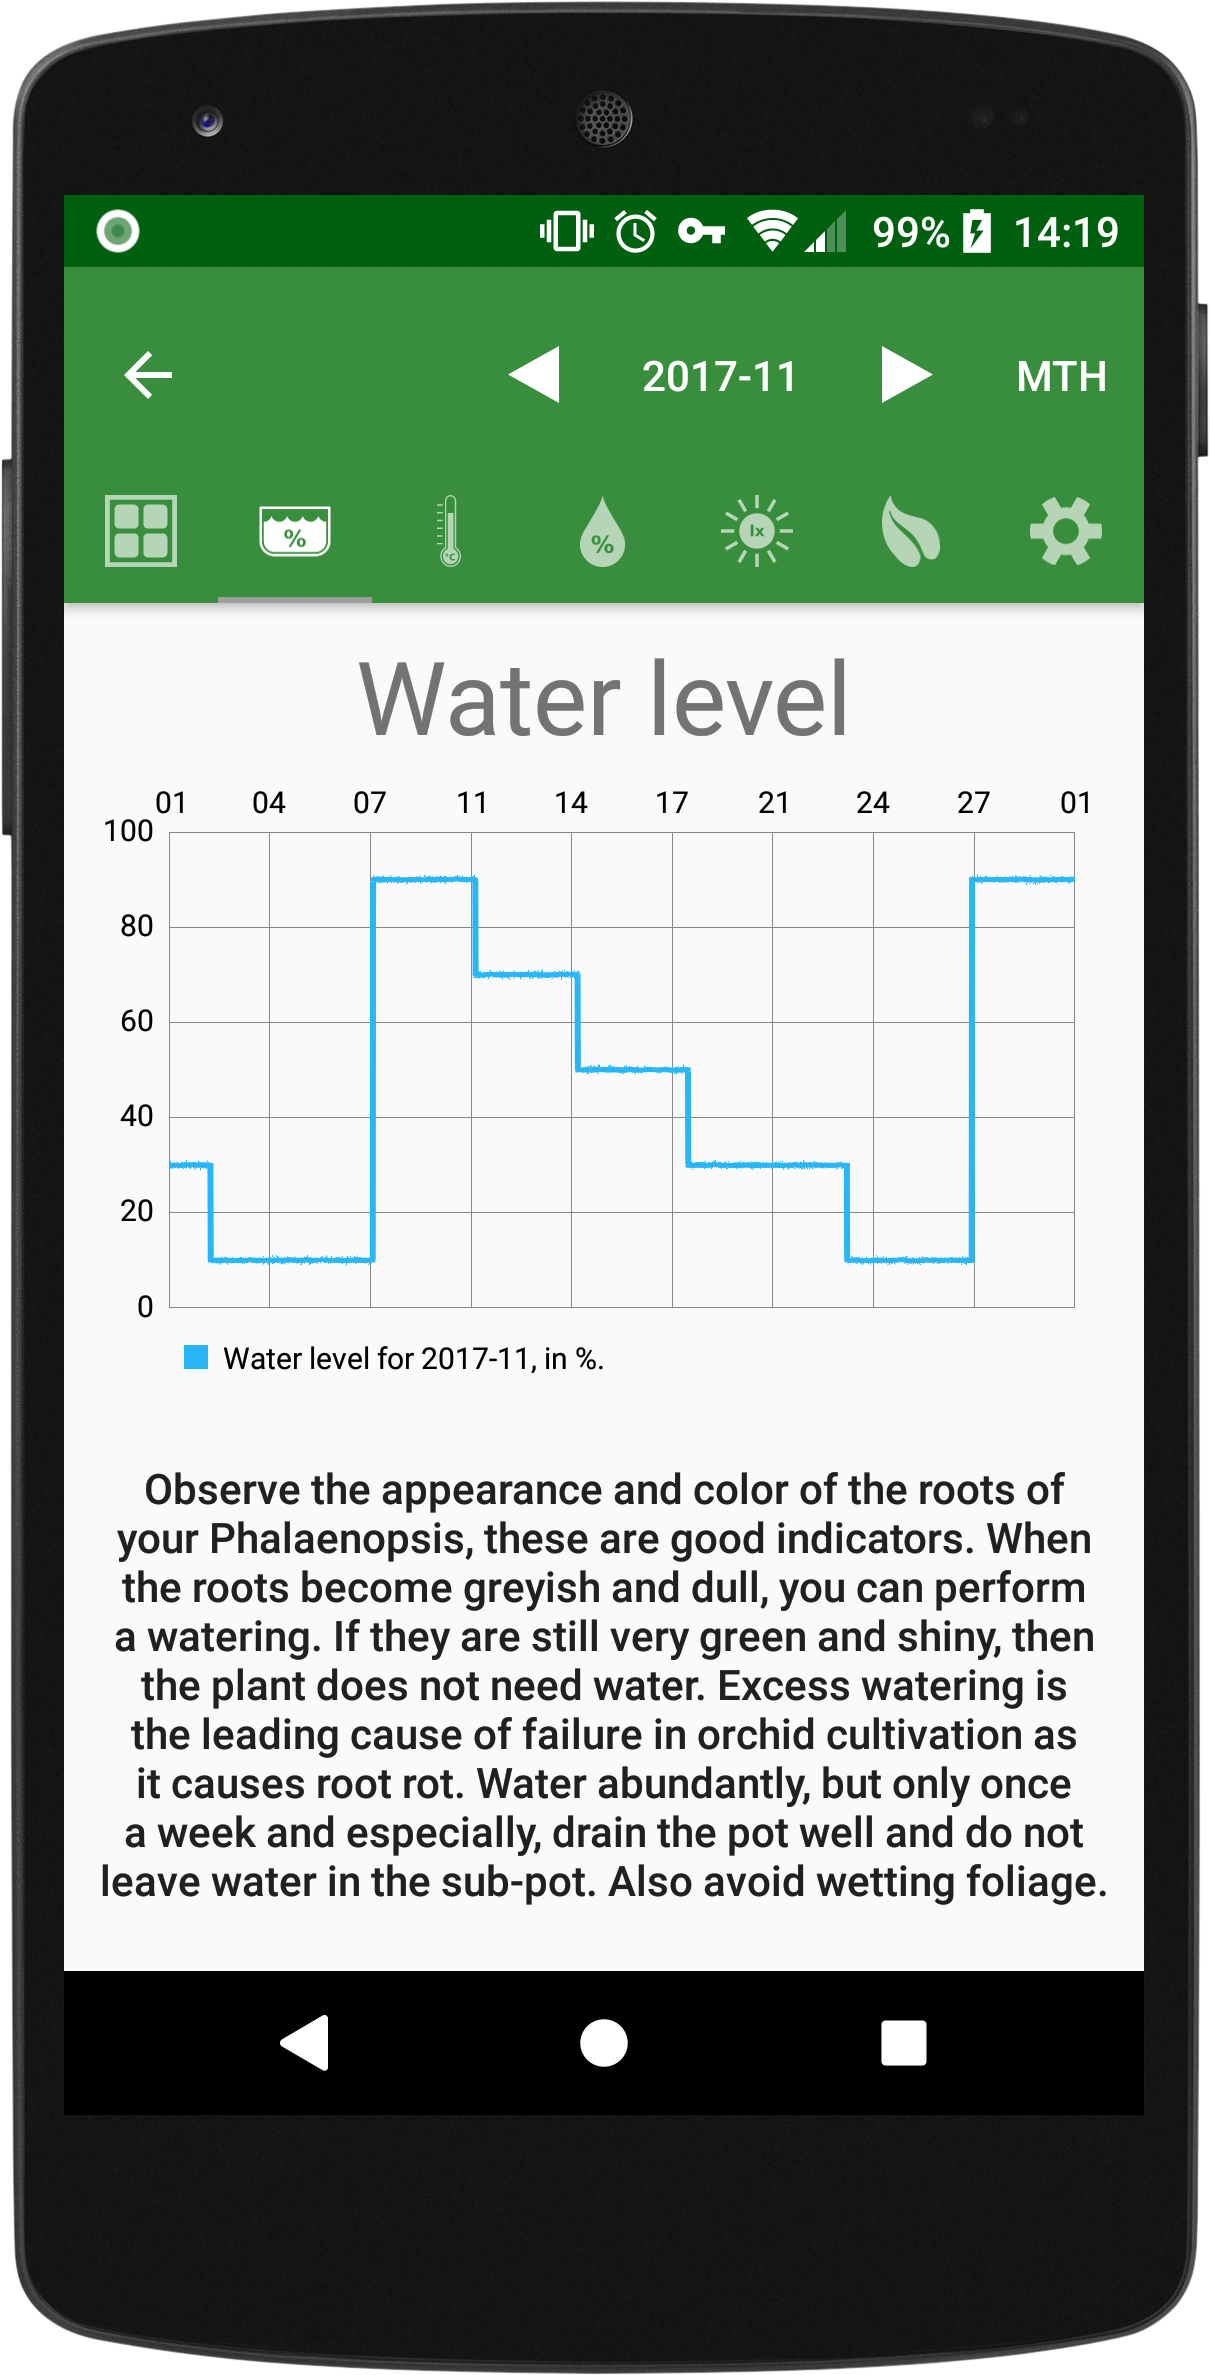 99% 14:19
2017-11 MTH
% °C % lx
Water level
01 04 07 11 14 17 21 24 27 01
100
80
60
40
20
0
Water level for 2017-11, in %.
Observe the appearance and color of the roots of
your Phalaenopsis, these are good indicators. When
the roots become greyish and dull, you can perform
a watering. If they are still very green and shiny, then
the plant does not need water. Excess watering is
the leading cause of failure in orchid cultivation as
it causes root rot. Water abundantly, but only once
a week and especially, drain the pot well and do not
leave water in the sub-pot. Also avoid wetting foliage.